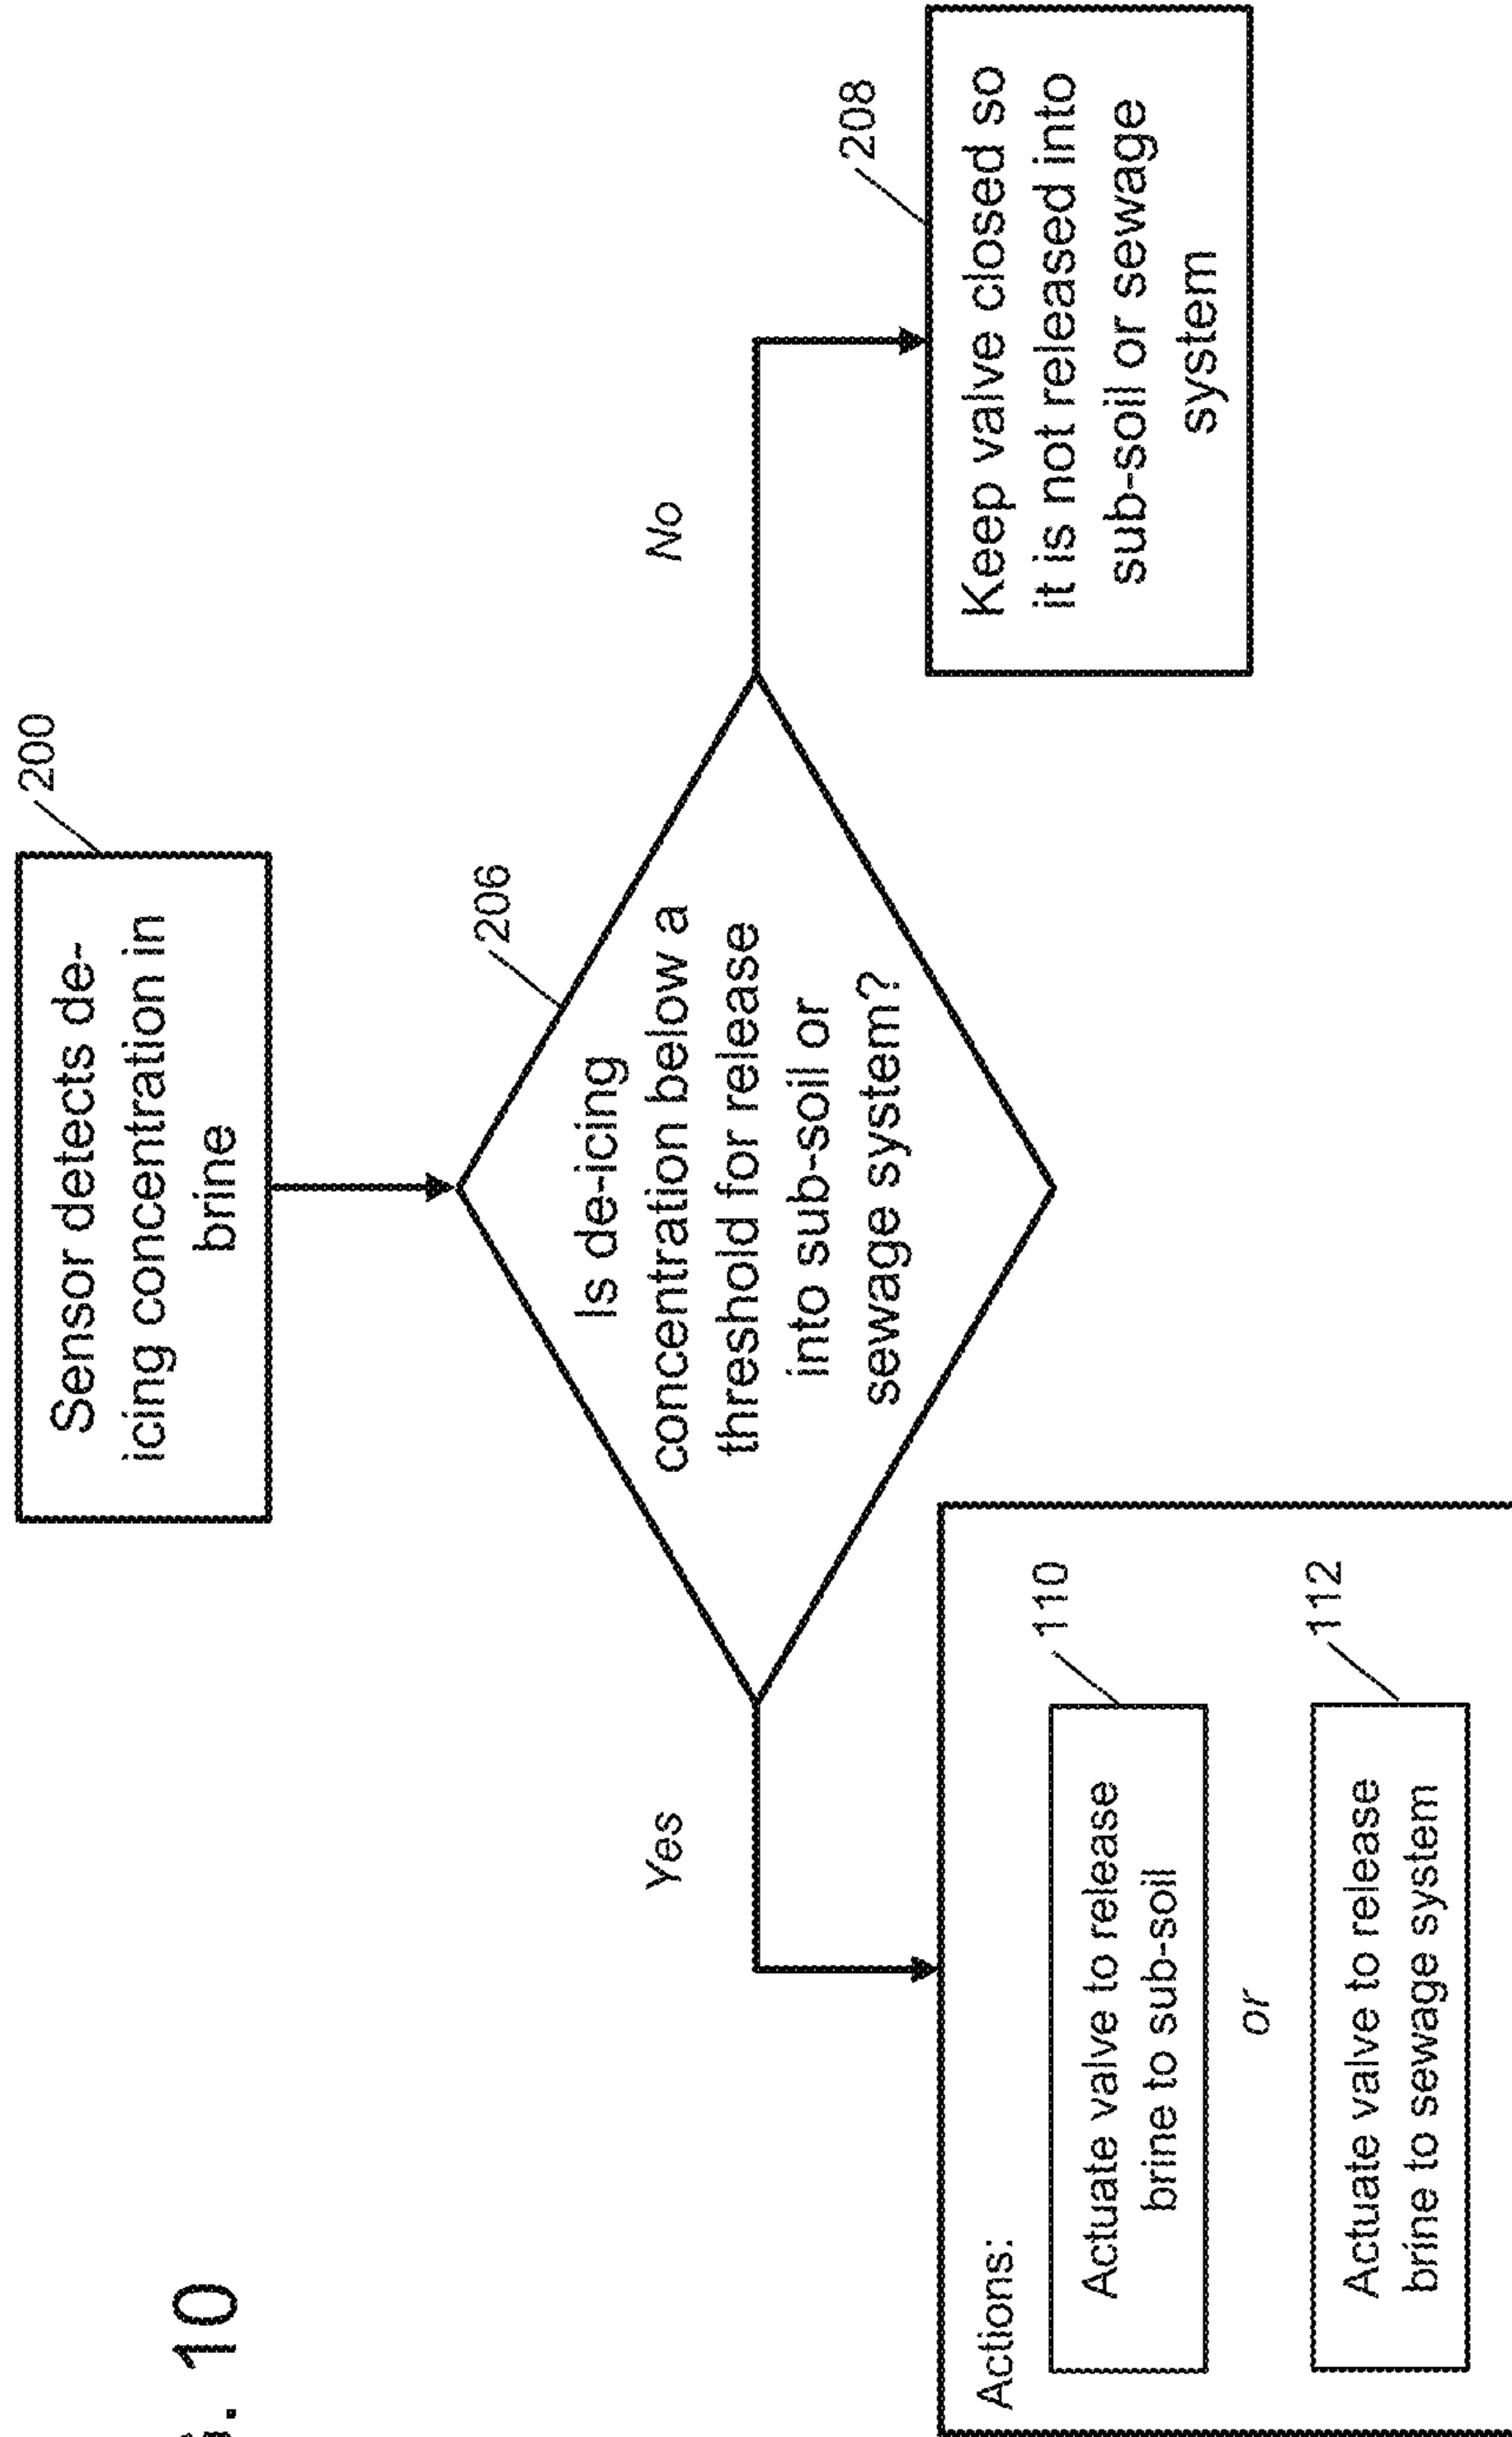 . 10
Sensor detects de-
icing concentration in
brine
200
206
Is de-icing
concentration below a
threshold for release
into sub-soil or
sewage system?
Yes
No
Actions:
110
Actuate valve to release
brine to sub-soil
or
112
Actuate valve to release
brine to sewage system
208
Keep valve closed so
it is not released into
sub-soil or sewage
system